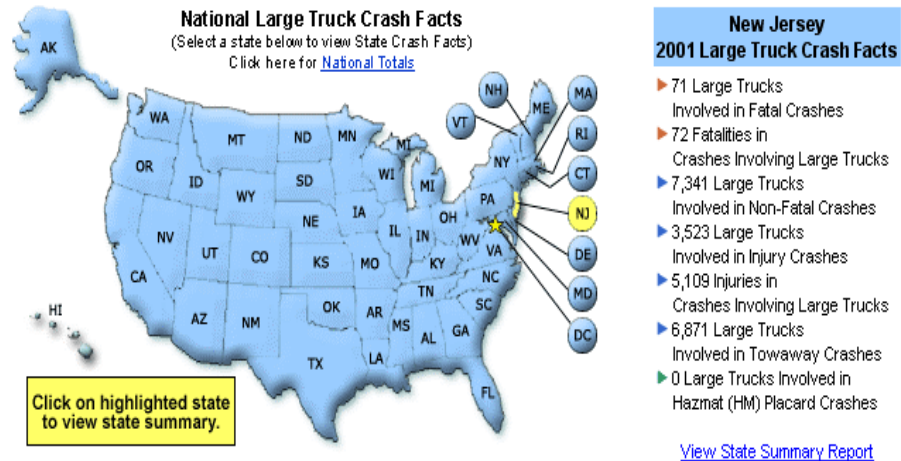 National Large Truck Crash Facts
(Select a state below to view State Crash Facts)
Click here for National Totals
AK
WA
MT
ND
MN
MI
VT
NH
ME
MA
RI
CT
NJ
DE
MD
DC
OR
ID
WY
SD
WI
MI
NY
PA
NE
IA
IL
IN
OH
WV
VA
NV
UT
CO
KS
MO
KY
NC
CA
AZ
NM
OK
AR
TN
SC
MS
AL
GA
TX
LA
FL
HI
Click on highlighted state
to view state summary.
New Jersey
2001 Large Truck Crash Facts
71 Large Trucks
Involved in Fatal Crashes
72 Fatalities in
Crashes Involving Large Trucks
7,341 Large Trucks
Involved in Non-Fatal Crashes
3,523 Large Trucks
Involved in Injury Crashes
5,109 Injuries in
Crashes Involving Large Trucks
6,871 Large Trucks
Involved in Towaway Crashes
0 Large Trucks Involved in
Hazmat (HM) Placard Crashes
View State Summary Report